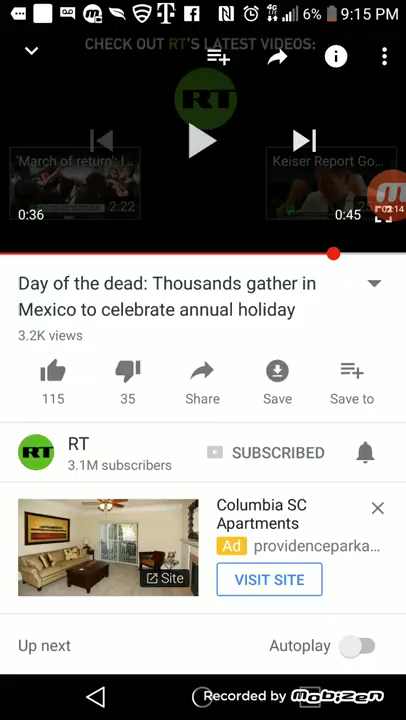 6% 9:15 PM
CHECK OUT RT'S LATEST VIDEOS:
RT
'March of return': I...
Keiser Report Go...
2:22
02:14
0:36
0:45
Day of the dead: Thousands gather in
Mexico to celebrate annual holiday
3.2K views
115 35 Share Save Save to
RT RT SUBSCRIBED
3.1M subscribers
Columbia SC
Apartments
Ad providenceparka...
Site VISIT SITE
Up next Autoplay
Recorded by MOBIZEN